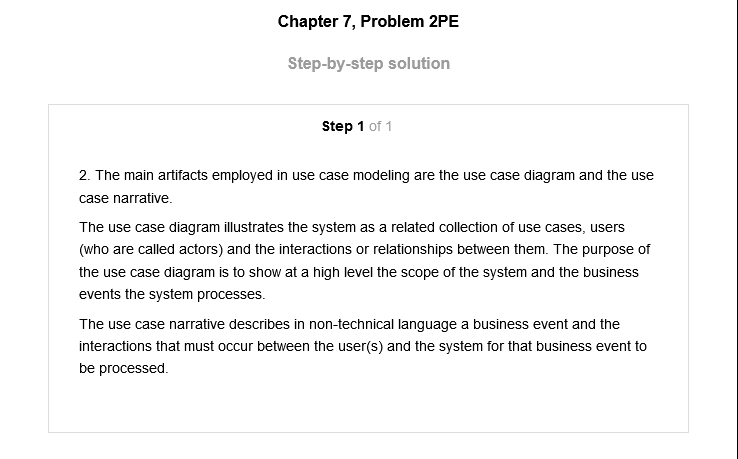 Chapter 7, Problem 2PE
Step-by-step solution
Step 1 of 1
2. The main artifacts employed in use case modeling are the use case diagram and the use
case narrative.
The use case diagram illustrates the system as a related collection of use cases, users
(who are called actors) and the interactions or relationships between them. The purpose of
the use case diagram is to show at a high level the scope of the system and the business
events the system processes.
The use case narrative describes in non-technical language a business event and the
interactions that must occur between the user(s) and the system for that business event to
be processed.